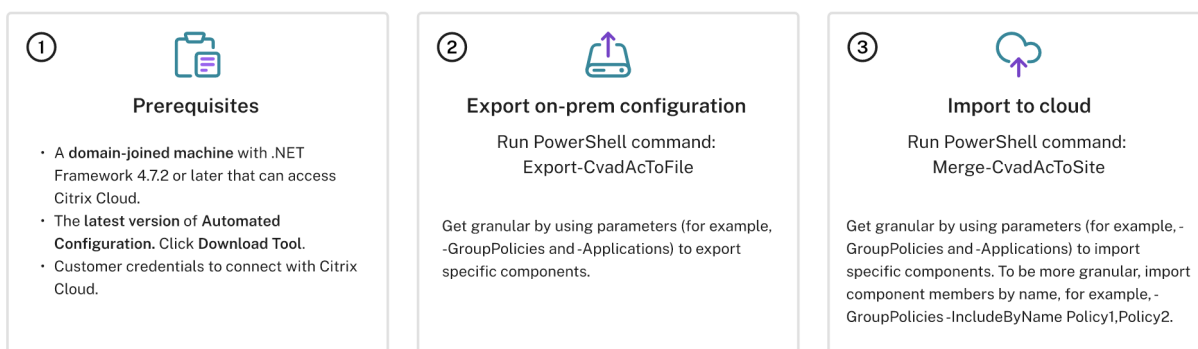 1
Prerequisites
• A domain-joined machine with .NET
Framework 4.7.2 or later that can access
Citrix Cloud.
• The latest version of Automated
Configuration. Click Download Tool.
• Customer credentials to connect with Citrix
Cloud.
2
Export on-prem configuration
Run PowerShell command:
Export-CvadAcToFile
Get granular by using parameters (for example,
-GroupPolicies and -Applications) to export
specific components.
3
Import to cloud
Run PowerShell command:
Merge-CvadAcToSite
Get granular by using parameters (for example, -
GroupPolicies and -Applications) to import
specific components. To be more granular, import
component members by name, for example, -
GroupPolicies -IncludeByName Policy1,Policy2.